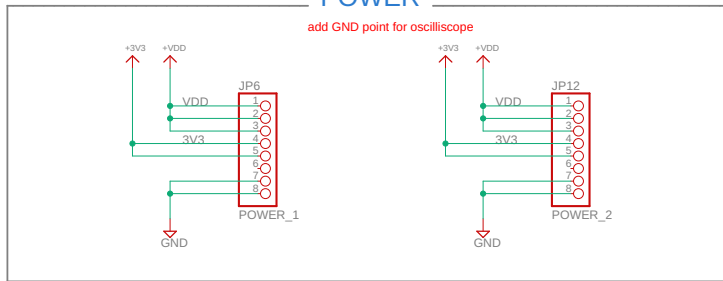 POWER
add GND point for oscilliscope
+3V3 +VDD +3V3 +VDD
JP6 JP12
VDD 1 VDD 1
2 2
3 3
3V3 4 3V3 4
5 5
6 6
7 7
8 8
POWER_1 POWER_2
GND GND